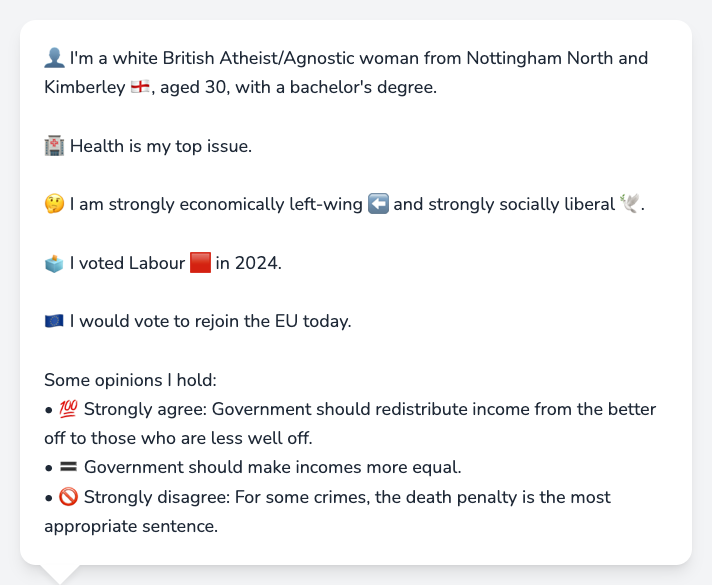 👤 I'm a white British Atheist/Agnostic woman from Nottingham North and
Kimberley 🏴󠁧󠁢󠁥󠁮󠁧󠁿, aged 30, with a bachelor's degree.
🏥 Health is my top issue.
🤔 I am strongly economically left-wing ⬅️ and strongly socially liberal 🕊️.
🗳️ I voted Labour 🟥 in 2024.
🇪🇺 I would vote to rejoin the EU today.
Some opinions I hold:
• 💯 Strongly agree: Government should redistribute income from the better
off to those who are less well off.
• 🟰 Government should make incomes more equal.
• 🚫 Strongly disagree: For some crimes, the death penalty is the most
appropriate sentence.